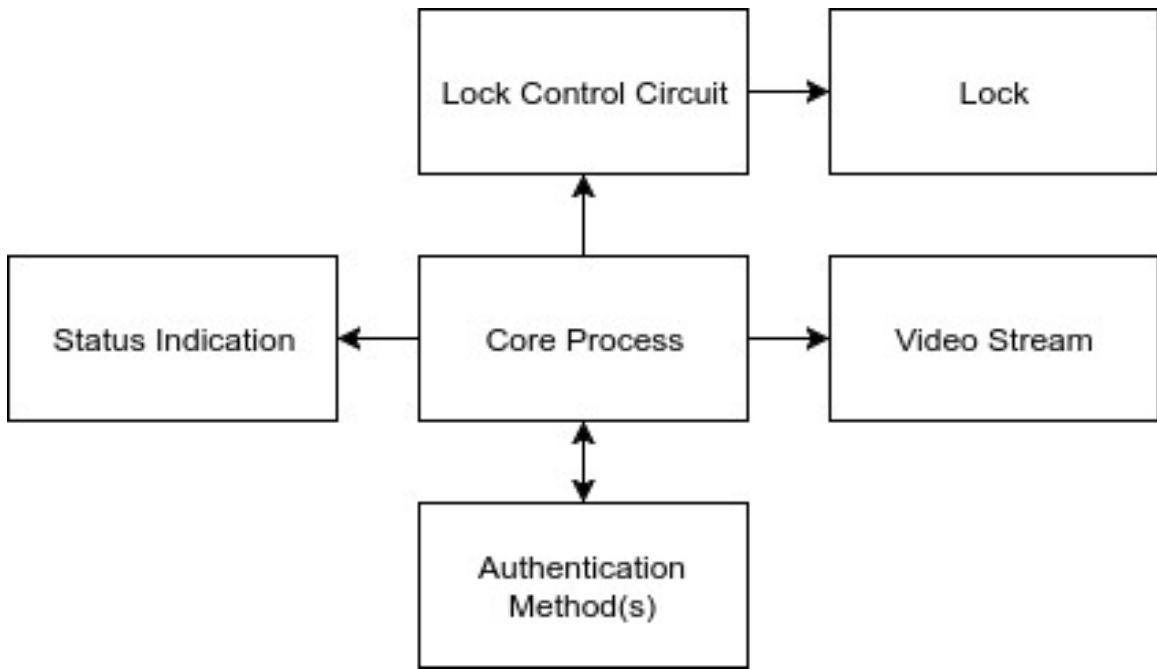 Lock Control Circuit
Lock
Status Indication
Core Process
Video Stream
Authentication
Method(s)